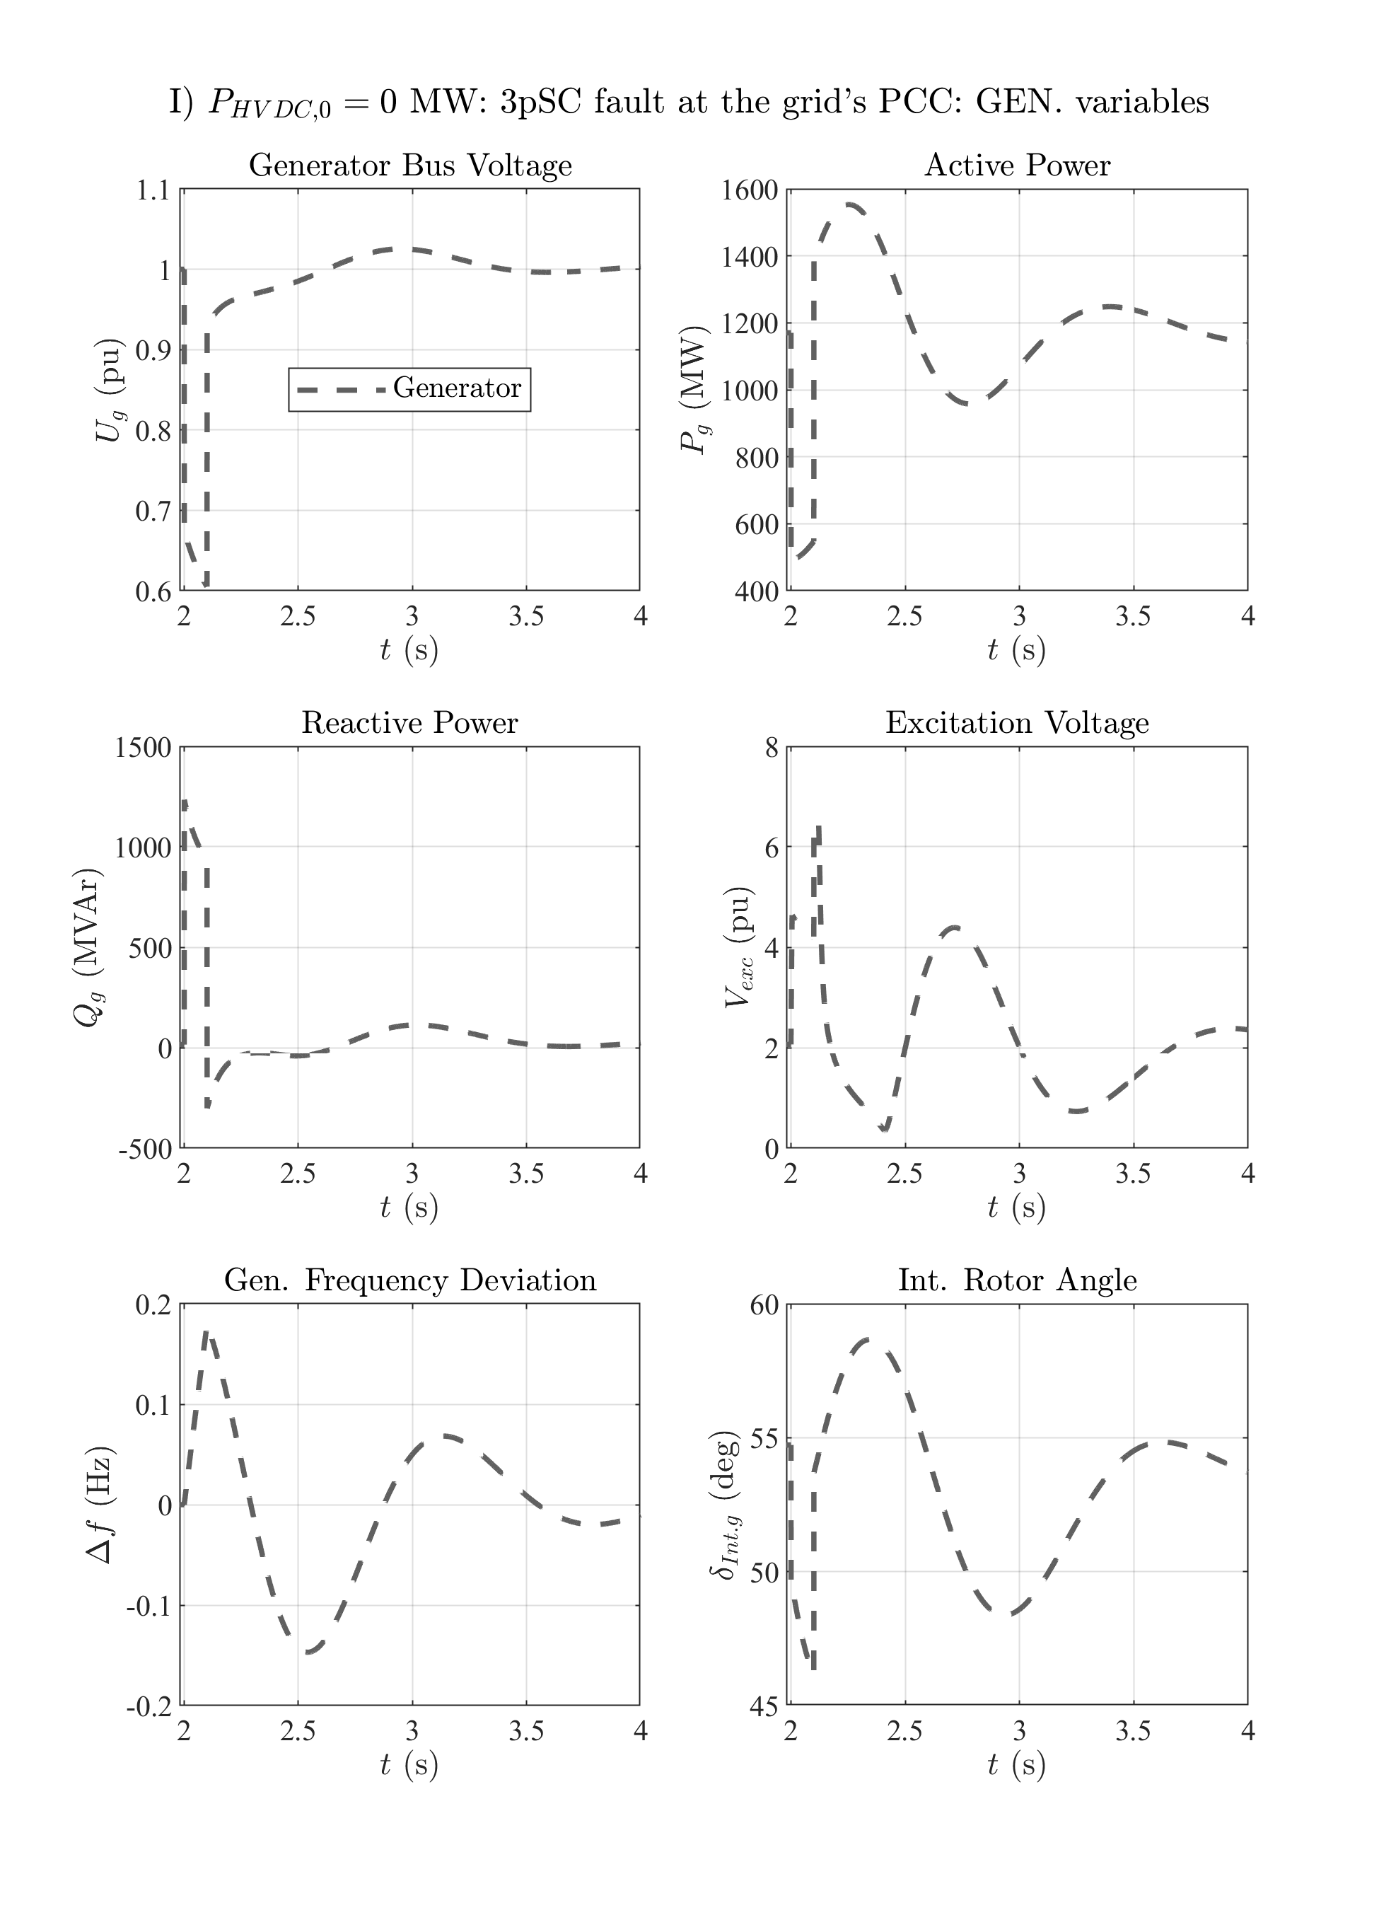 I) P_{HVDC,0} = 0 MW: 3pSC fault at the grid's PCC: GEN. variables
Generator Bus Voltage
1.1
1
0.9
0.8
0.7
0.6
U_g (pu)
Generator
2 2.5 3 3.5 4
t (s)
Active Power
1600
1400
1200
1000
800
600
400
P_g (MW)
2 2.5 3 3.5 4
t (s)
Reactive Power
1500
1000
500
0
-500
Q_g (MVAr)
2 2.5 3 3.5 4
t (s)
Excitation Voltage
8
6
4
2
0
V_{exc} (pu)
2 2.5 3 3.5 4
t (s)
Gen. Frequency Deviation
0.2
0.1
0
-0.1
-0.2
Δf (Hz)
2 2.5 3 3.5 4
t (s)
Int. Rotor Angle
60
55
50
45
δ_{Int.g} (deg)
2 2.5 3 3.5 4
t (s)